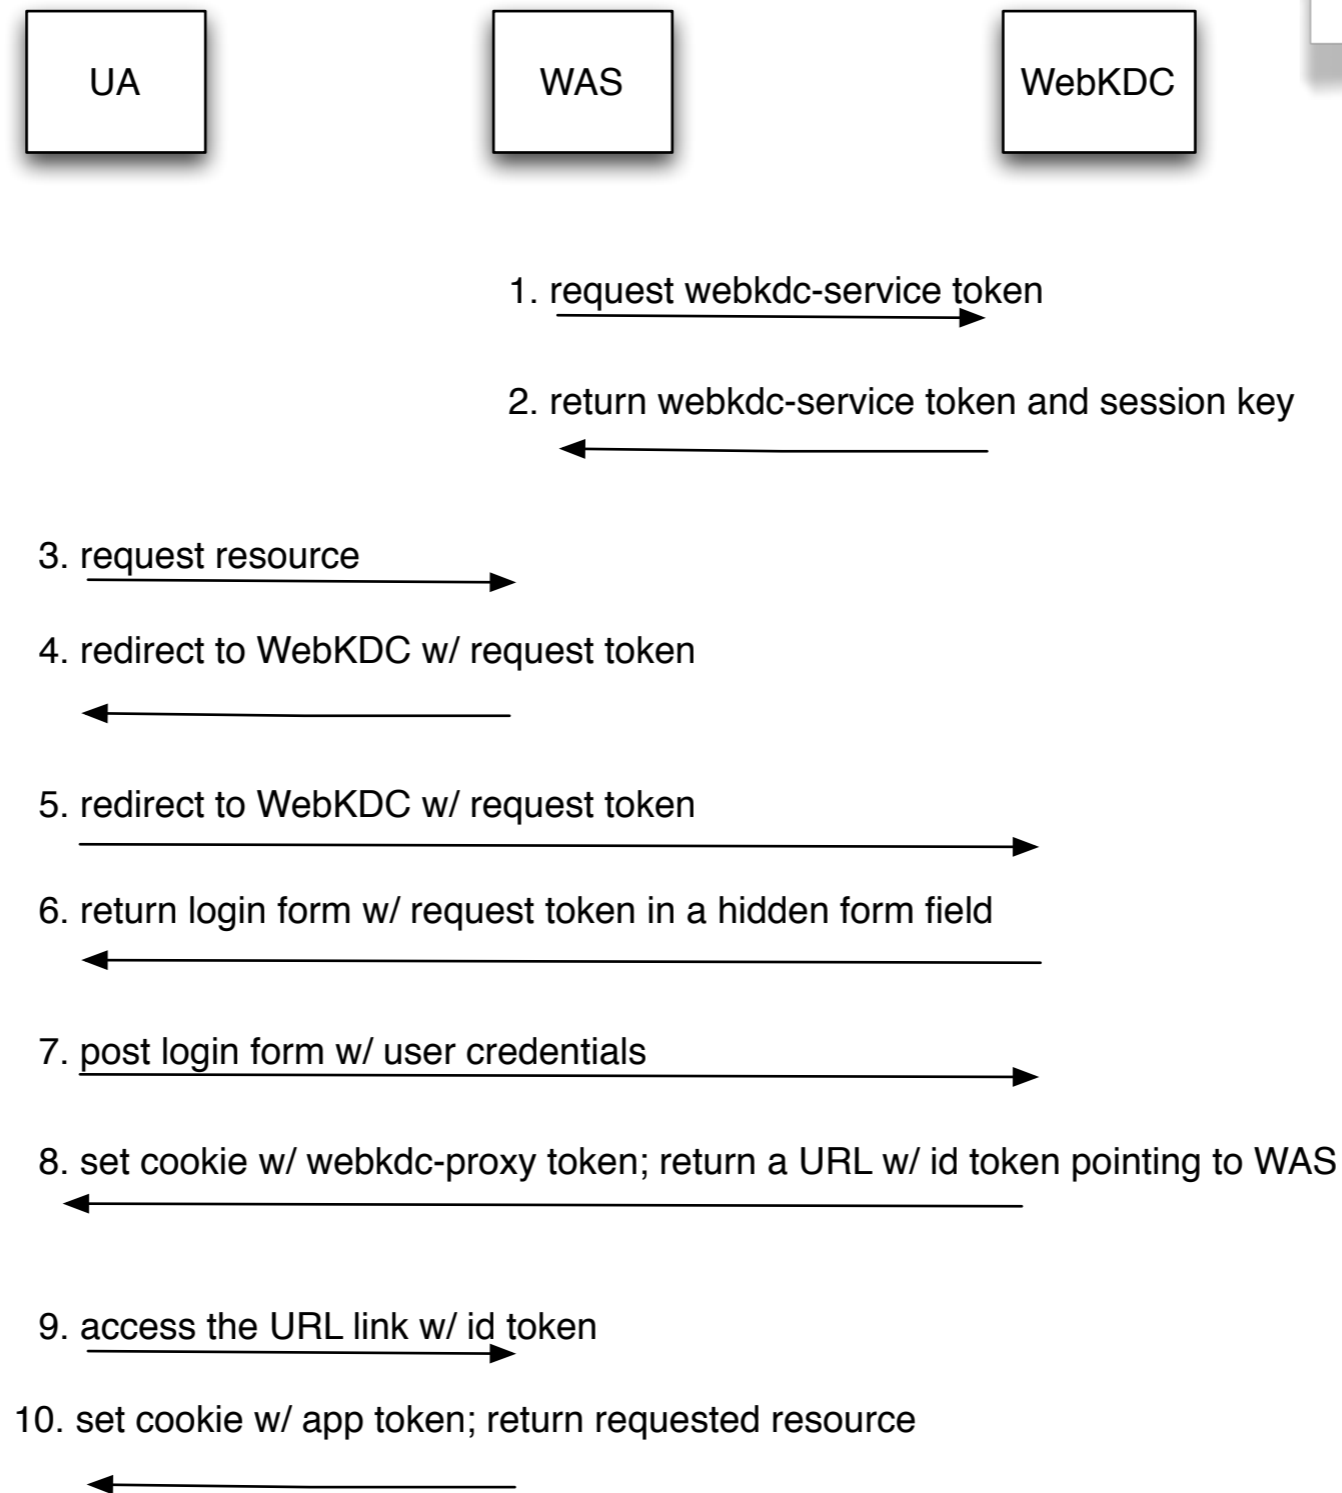 UA
WAS
WebKDC
1. request webkdc-service token
2. return webkdc-service token and session key
3. request resource
4. redirect to WebKDC w/ request token
5. redirect to WebKDC w/ request token
6. return login form w/ request token in a hidden form field
7. post login form w/ user credentials
8. set cookie w/ webkdc-proxy token; return a URL w/ id token pointing to WAS
9. access the URL link w/ id token
10. set cookie w/ app token; return requested resource